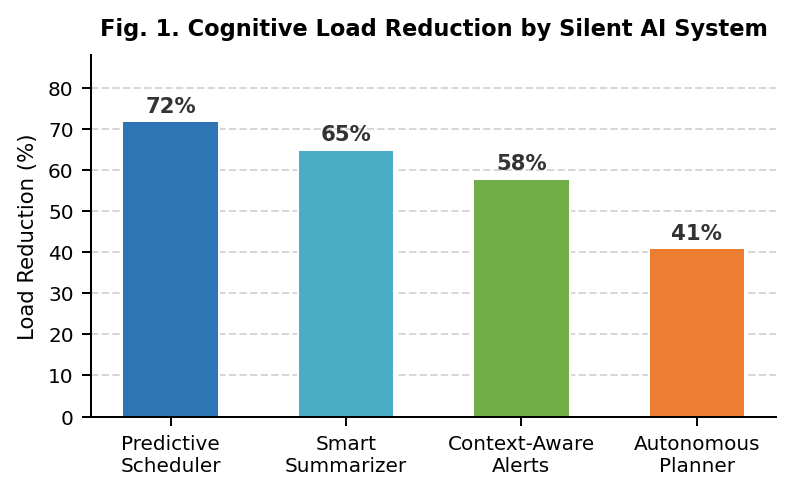 Fig. 1. Cognitive Load Reduction by Silent AI System
Load Reduction (%)
80
70
60
50
40
30
20
10
0
72%
65%
58%
41%
Predictive
Scheduler
Smart
Summarizer
Context-Aware
Alerts
Autonomous
Planner